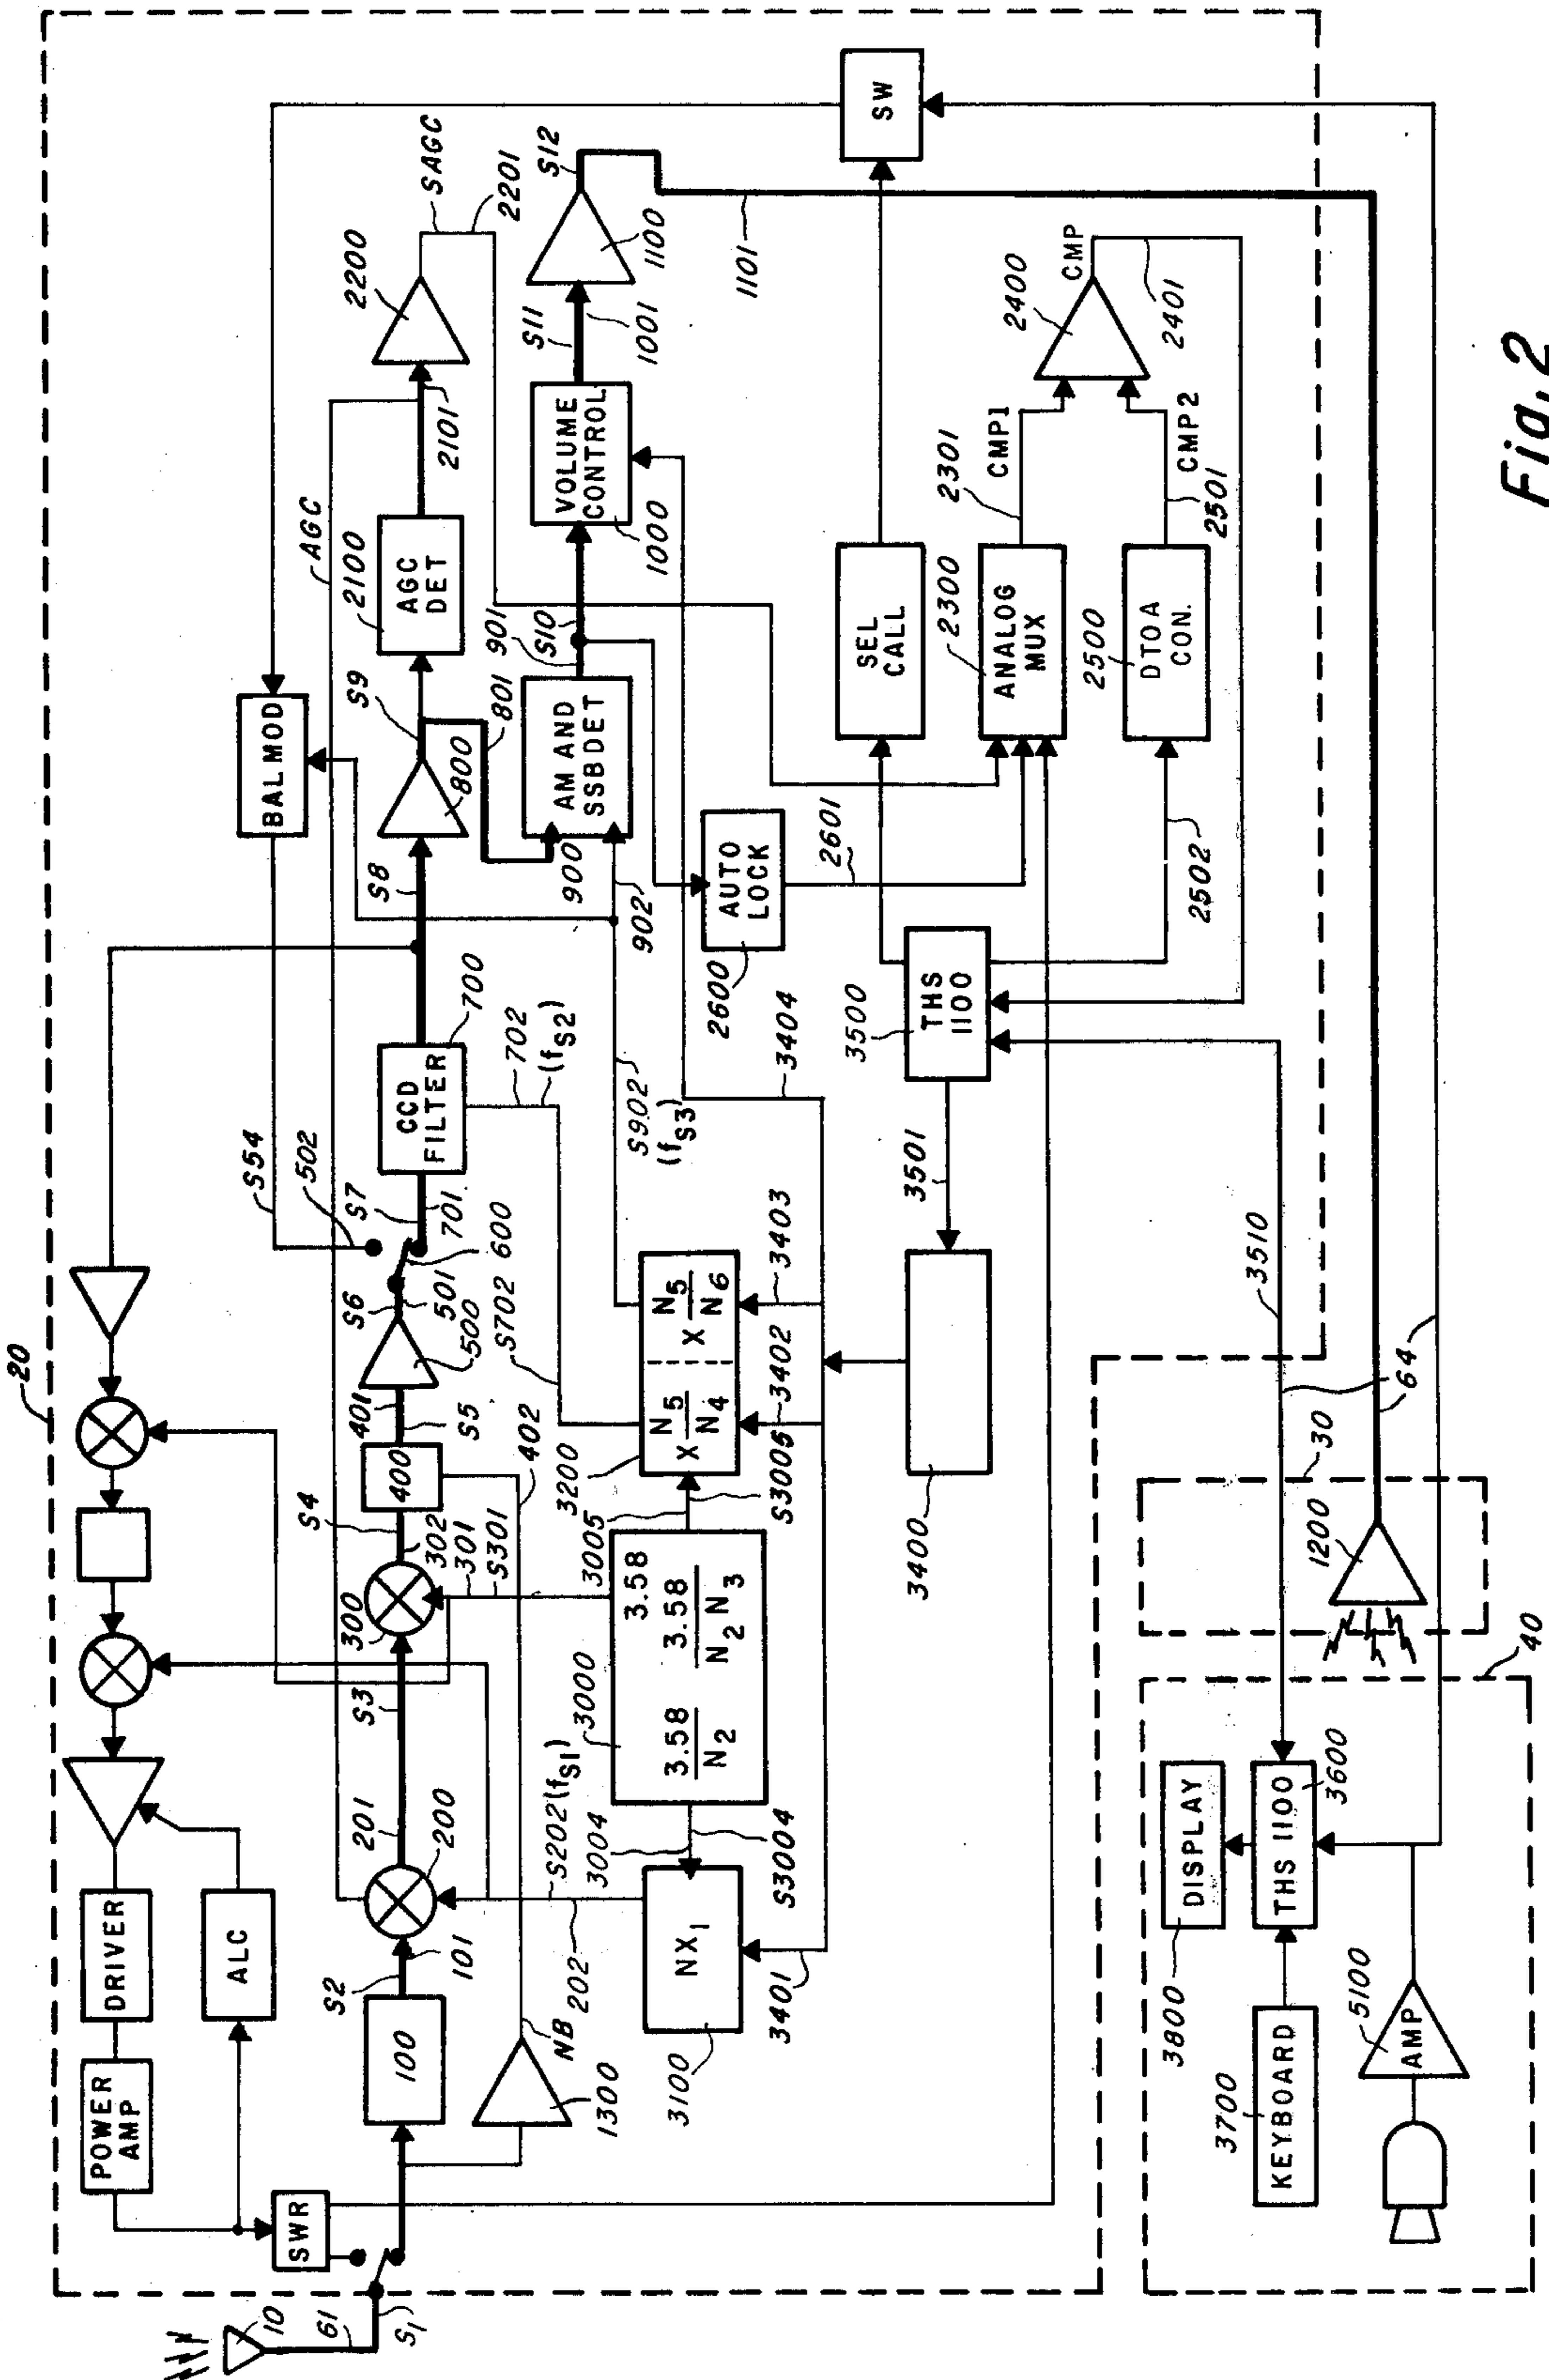 20
POWER
AMP
DRIVER
ALC
SWR
10
61
S1
S54
502
BALMOD
AGC
S2
100
101
200
201
S3
300
302
S4
400
401
S5
500
501
S6
600
S7
701
CCD
FILTER
700
S8
800
S9
801
2100
AGC
DET
2101
2200
SAGC
2201
1300
NB
202
S202(fS1)
301
S301
402
S702
702
(fS2)
AM AND
SSBDET
900
901
S10
902
S902
(fS3)
VOLUME
CONTROL
1000
S11
1001
1100
S12
1101
SW
3100
NX1
3004
S3004
3401
3000
3.58
N2
3.58
N2 N3
3.58
3005
S3005
3200
X N5
N4
X N5
N6
3402
3403
3404
3400
3501
3500
THS
1100
2600
AUTO
LOCK
2601
SEL
CALL
2300
ANALOG
MUX
2301
CMP1
2500
DTOA
CON.
2501
CMP2
2502
2400
CMP
2401
3510
64
30
1200
40
3700
KEYBOARD
3800
DISPLAY
THS 1100
3600
5100
AMP
Fig. 2